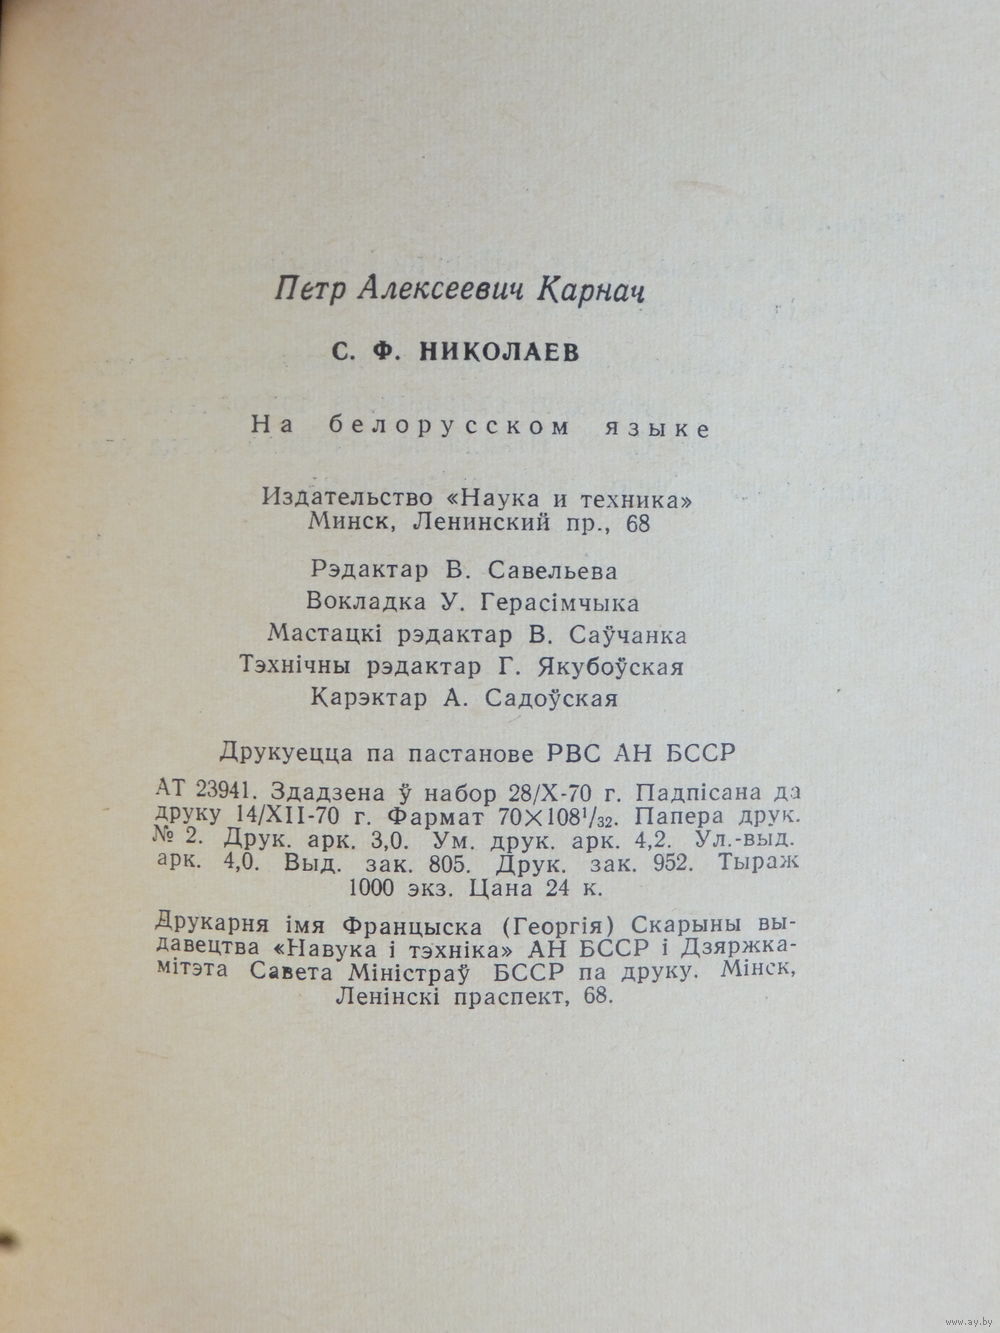 Петр Алексеевич Карнач
С. Ф. НИКОЛАЕВ
На белорусском языке
Издательство «Наука и техника»
Минск, Ленинский пр., 68
Рэдактар В. Савельева
Вокладка У. Герасімчыка
Мастацкі рэдактар В. Саўчанка
Тэхнічны рэдактар Г. Якубоўская
Карэктар А. Садоўская
Друкуецца па пастанове РВС АН БССР
АТ 23941. Здадзена ў набор 28/X-70 г. Падпісана да
друку 14/XII-70 г. Фармат 70×108¹/₃₂. Папера друк.
№ 2. Друк. арк. 3,0. Ум. друк. арк. 4,2. Ул.-выд.
арк. 4,0. Выд. зак. 805. Друк. зак. 952. Тыраж
1000 экз. Цана 24 к.
Друкарня імя Францыска (Георгія) Скарыны вы-
давецтва «Навука і тэхніка» АН БССР і Дзяржка-
мітэта Савета Міністраў БССР па друку. Мінск,
Ленінскі праспект, 68.
www.ay.by